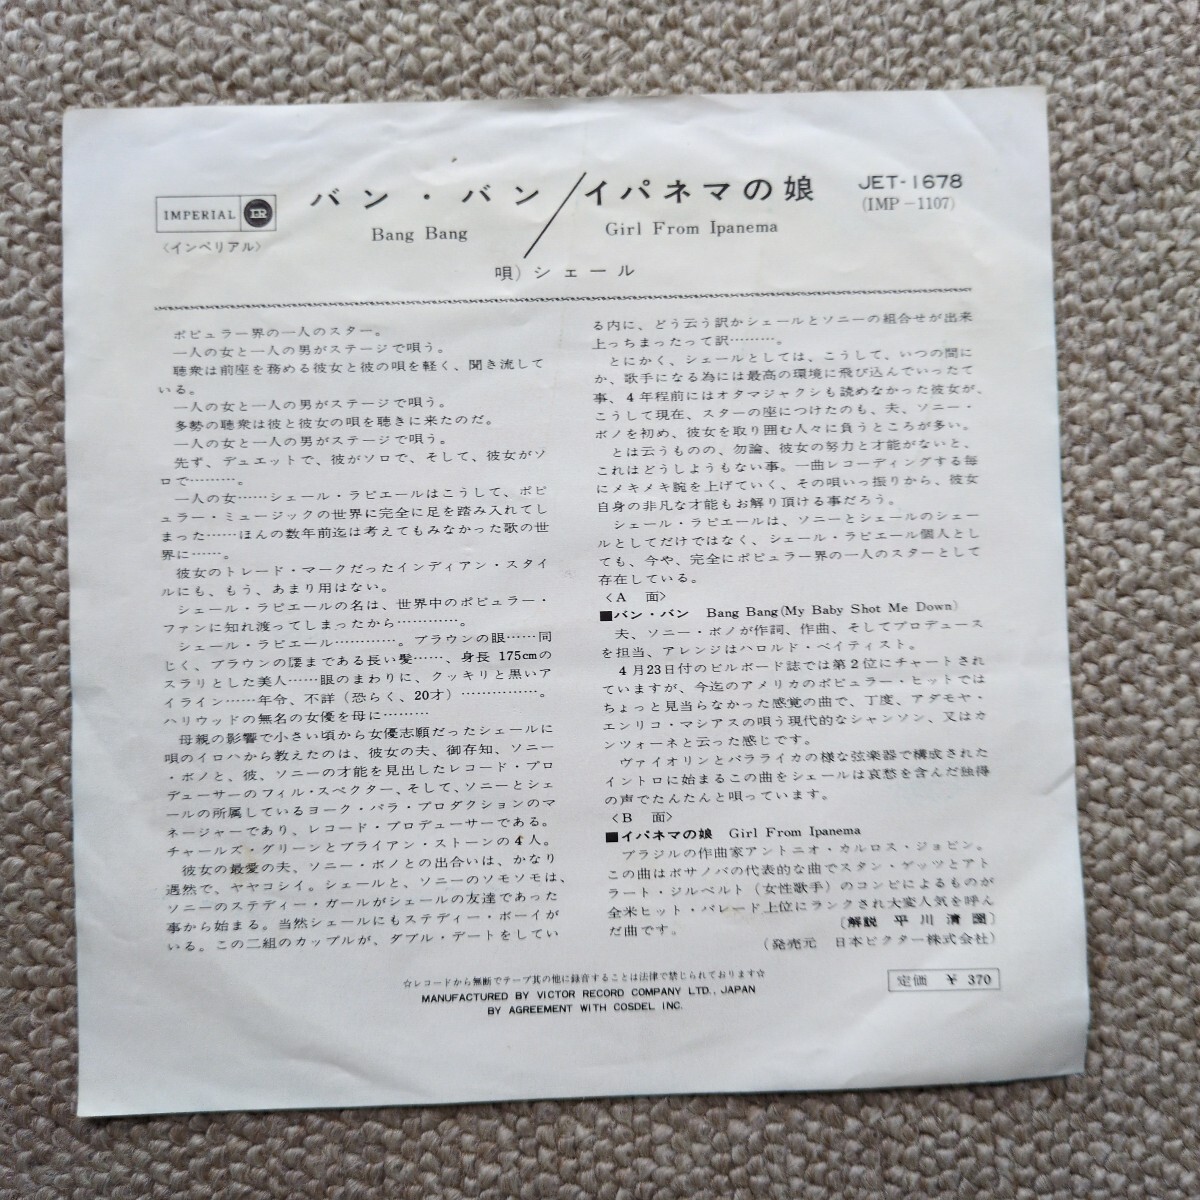 IMPERIAL IR
〈インペリアル〉
バン・バン／イパネマの娘
Bang Bang
Girl From Ipanema
JET-1678
(IMP-1107)
唄) シェール
ポピュラー界の一人のスター。
一人の女と一人の男がステージで唄う。
聴衆は前座を務める彼女と彼の唄を軽く、聞き流して
いる。
一人の女と一人の男がステージで唄う。
多勢の聴衆は彼と彼女の唄を聴きに来たのだ。
一人の女と一人の男がステージで唄う。
先ず、デュエットで、彼がソロで、そして、彼女がソ
ロで………。
一人の女……シェール・ラピエールはこうして、ポピ
ュラー・ミュージックの世界に完全に足を踏み入れてし
まった……ほんの数年前迄は考えてもみなかった歌の世
界に……。
彼女のトレード・マークだったインディアン・スタイ
ルにも、もう、あまり用はない。
シェール・ラピエールの名は、世界中のポピュラー・
ファンに知れ渡ってしまったから…………。
シェール・ラピエール…………。ブラウンの眼……同
じく、ブラウンの腰まである長い髪……、身長 175cmの
スラリとした美人……眼のまわりに、クッキリと黒いア
イライン……年令、不詳（恐らく、20才）……………。
ハリウッドの無名の女優を母に………
母親の影響で小さい頃から女優志願だったシェールに
唄のイロハから教えたのは、彼女の夫、御存知、ソニー
・ボノと、彼、ソニーの才能を見出したレコード・プロ
デューサーのフィル・スペクター、そして、ソニーとシェ
ールの所属しているヨーク・パラ・プロダクションのマ
ネージャーであり、レコード・プロデューサーである。
チャールズ・グリーンとブライアン・ストーンの4人。
彼女の最愛の夫、ソニー・ボノとの出合いは、かなり
遇然で、ヤヤコシイ。シェールと、ソニーのソモソモは、
ソニーのステディー・ガールがシェールの友達であった
事から始まる。当然シェールにもステディー・ボーイが
いる。この二組のカップルが、ダブル・デートをしてい
る内に、どう云う訳かシェールとソニーの組合せが出来
上っちまったって訳………。
とにかく、シェールとしては、こうして、いつの間に
か、歌手になる為には最高の環境に飛び込んでいったて
事、4年程前にはオタマジャクシも読めなかった彼女が、
こうして現在、スターの座につけたのも、夫、ソニー・
ボノを初め、彼女を取り囲む人々に負うところが多い。
とは云うものの、勿論、彼女の努力と才能がないと、
これはどうしようもない事。一曲レコーディングする毎
にメキメキ腕を上げていく、その唄いっ振りから、彼女
自身の非凡な才能もお解り頂ける事だろう。
シェール・ラピエールは、ソニーとシェールのシェー
ルとしてだけではなく、シェール・ラピエール個人とし
ても、今や、完全にポピュラー界の一人のスターとして
存在している。
〈A 面〉
■バン・バン Bang Bang (My Baby Shot Me Down)
夫、ソニー・ボノが作詞、作曲、そしてプロデュース
を担当、アレンジはハロルド・ベイティスト。
4月23日付のビルボード誌では第2位にチャートされ
ていますが、今迄のアメリカのポピュラー・ヒットでは
ちょっと見当らなかった感覚の曲で、丁度、アダモヤ・
エンリコ・マシアスの唄う現代的なシャンソン、又はカ
ンツォーネと云った感じです。
ヴァイオリンとバラライカの様な弦楽器で構成された
イントロに始まるこの曲をシェールは哀愁を含んだ独得
の声でたんたんと唄っています。
〈B 面〉
■イパネマの娘 Girl From Ipanema
ブラジルの作曲家アントニオ・カルロス・ジョビン。
この曲はボサノバの代表的な曲でスタン・ゲッツとアト
ラート・ジルベルト（女性歌手）のコンビによるものが
全米ヒット・パレード上位にランクされ大変人気を呼ん
だ曲です。
〔解説 平川清圀〕
（発売元 日本ビクター株式会社）
☆レコードから無断でテープ其の他に録音することは法律で禁じられております☆
MANUFACTURED BY VICTOR RECORD COMPANY LTD., JAPAN
BY AGREEMENT WITH COSDEL INC.
定価 ¥ 370